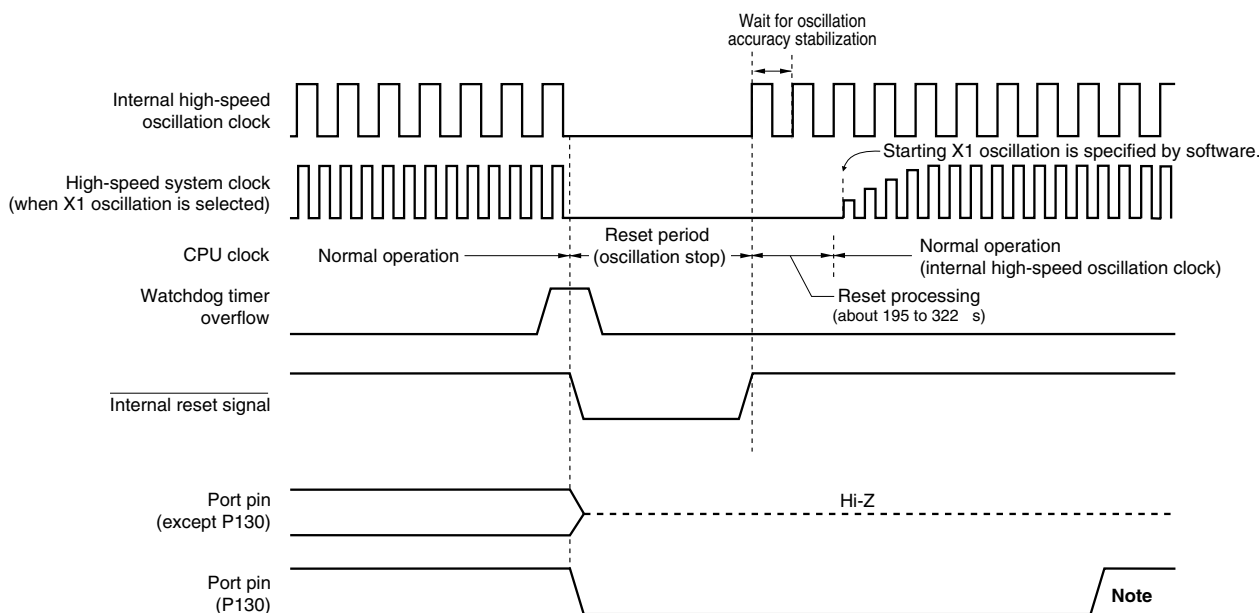 Wait for oscillation
accuracy stabilization
Internal high-speed
oscillation clock
Starting X1 oscillation is specified by software.
High-speed system clock
(when X1 oscillation is selected)
CPU clock
Normal operation
Reset period
(oscillation stop)
Normal operation
(internal high-speed oscillation clock)
Reset processing
(about 195 to 322 s)
Watchdog timer
overflow
Internal reset signal
Port pin
(except P130)
Hi-Z
Port pin
(P130)
Note